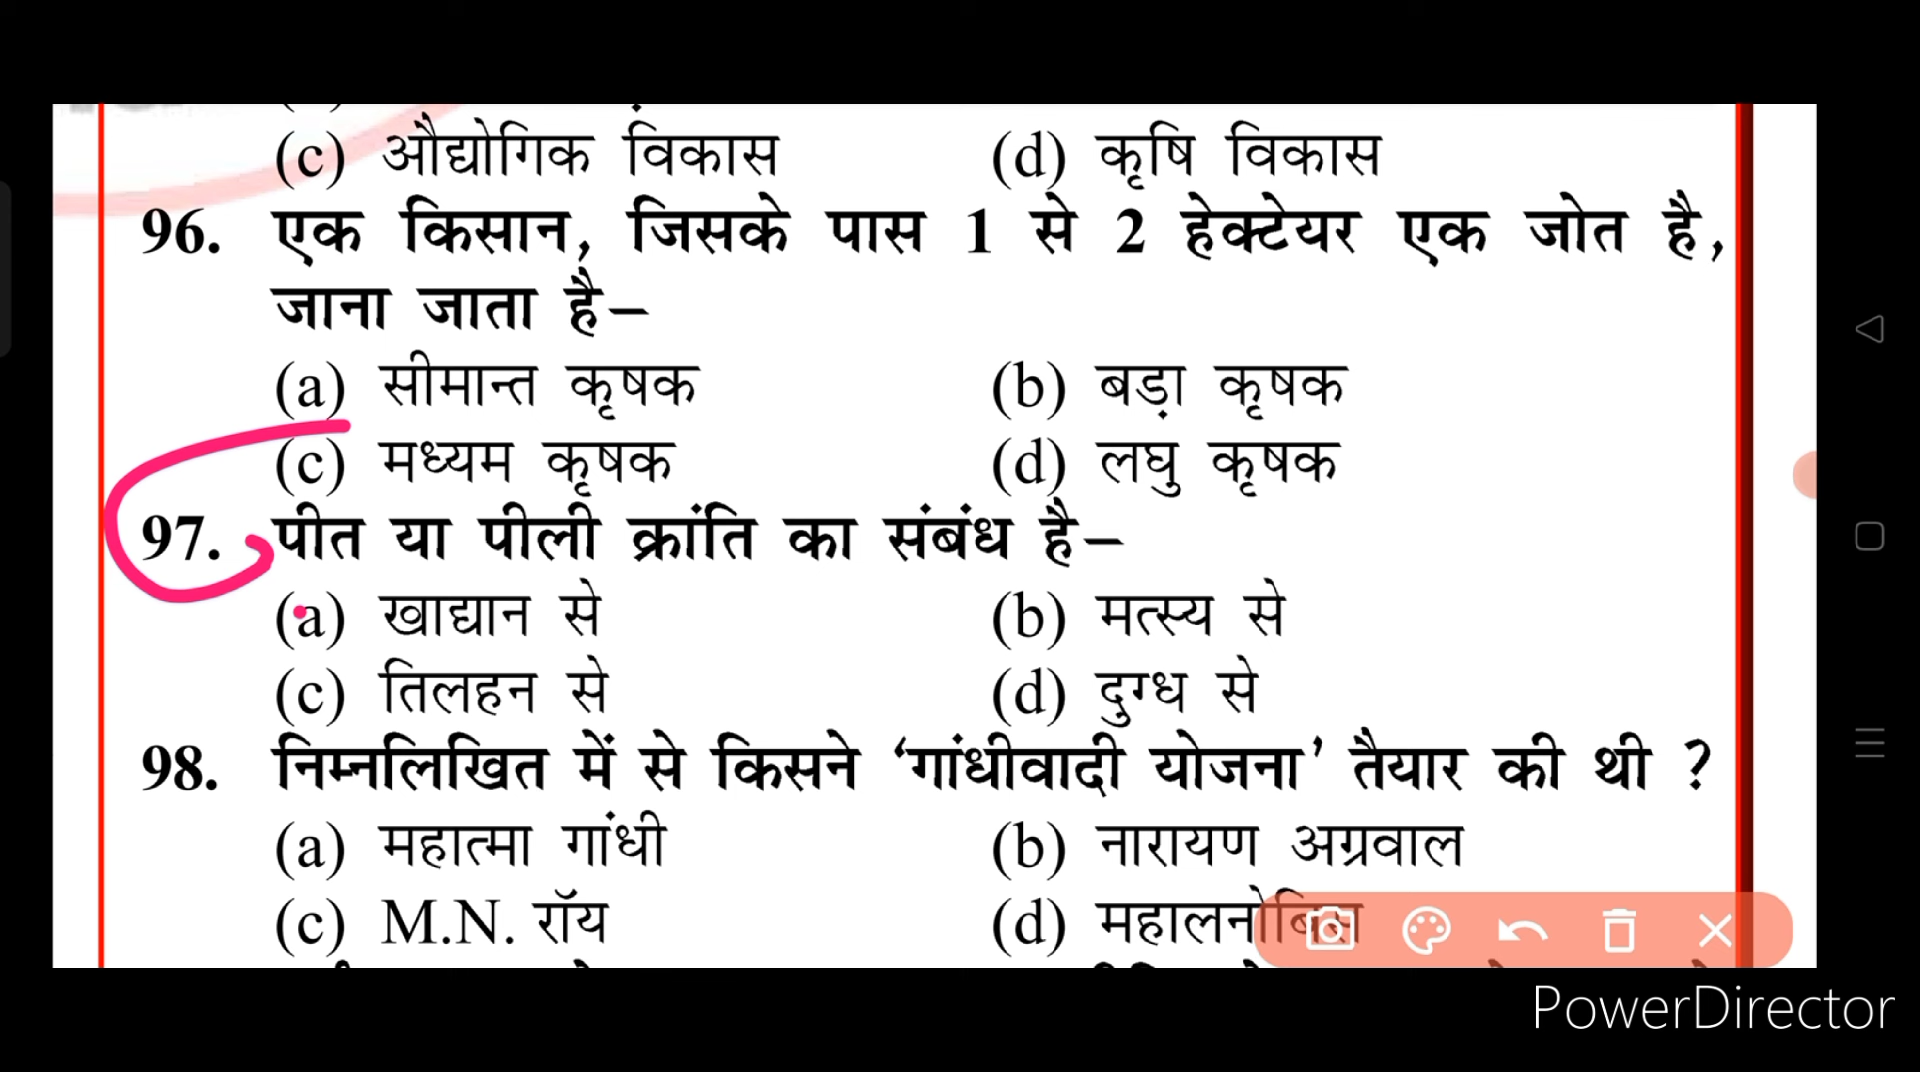 (c) औद्योगिक विकास (d) कृषि विकास
96. एक किसान, जिसके पास 1 से 2 हेक्टेयर एक जोत है,
जाना जाता है–
(a) सीमान्त कृषक (b) बड़ा कृषक
(c) मध्यम कृषक (d) लघु कृषक
97. पीत या पीली क्रांति का संबंध है–
(a) खाद्यान से (b) मत्स्य से
(c) तिलहन से (d) दुग्ध से
98. निम्नलिखित में से किसने ‘गांधीवादी योजना’ तैयार की थी ?
(a) महात्मा गांधी (b) नारायण अग्रवाल
(c) M.N. रॉय (d) महालनोबिस
PowerDirector